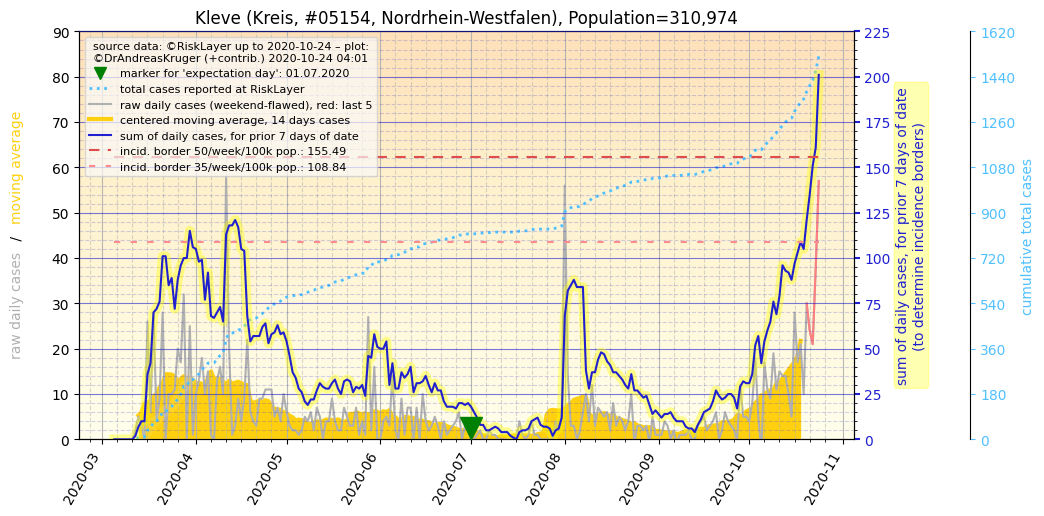 Kleve (Kreis, #05154, Nordrhein-Westfalen), Population=310,974
source data: ©RiskLayer up to 2020-10-24 – plot:
©DrAndreasKruger (+contrib.) 2020-10-24 04:01
marker for 'expectation day': 01.07.2020
total cases reported at RiskLayer
raw daily cases (weekend-flawed), red: last 5
centered moving average, 14 days cases
sum of daily cases, for prior 7 days of date
incid. border 50/week/100k pop.: 155.49
incid. border 35/week/100k pop.: 108.84
raw daily cases / moving average
90
80
70
60
50
40
30
20
10
0
225
200
175
150
125
100
75
50
25
0
sum of daily cases, for prior 7 days of date
(to determine incidence borders)
1620
1440
1260
1080
900
720
540
360
180
0
cumulative total cases
2020-03
2020-04
2020-05
2020-06
2020-07
2020-08
2020-09
2020-10
2020-11